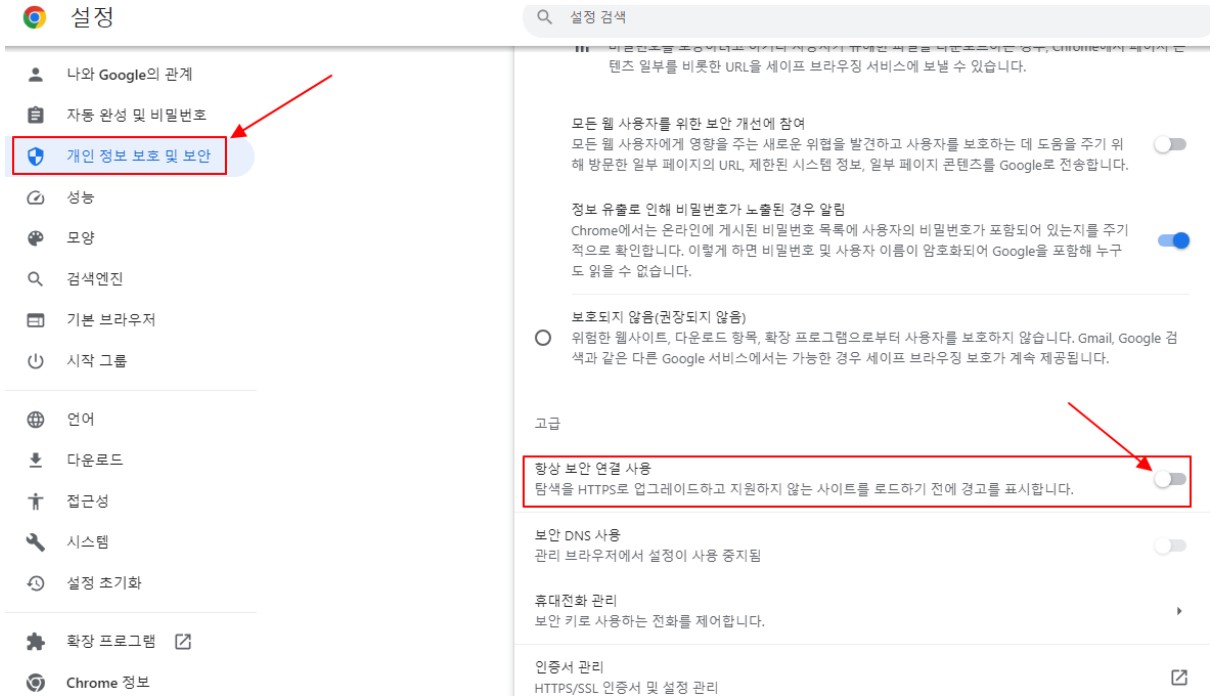 설정
설정 검색
나와 Google의 관계
자동 완성 및 비밀번호
개인 정보 보호 및 보안
성능
모양
검색엔진
기본 브라우저
시작 그룹
언어
다운로드
접근성
시스템
설정 초기화
확장 프로그램
Chrome 정보
텐츠 일부를 비롯한 URL을 세이프 브라우징 서비스에 보낼 수 있습니다.
모든 웹 사용자를 위한 보안 개선에 참여
모든 웹 사용자에게 영향을 주는 새로운 위협을 발견하고 사용자를 보호하는 데 도움을 주기 위
해 방문한 일부 페이지의 URL, 제한된 시스템 정보, 일부 페이지 콘텐츠를 Google로 전송합니다.
정보 유출로 인해 비밀번호가 노출된 경우 알림
Chrome에서는 온라인에 게시된 비밀번호 목록에 사용자의 비밀번호가 포함되어 있는지를 주기
적으로 확인합니다. 이렇게 하면 비밀번호 및 사용자 이름이 암호화되어 Google을 포함해 누구
도 읽을 수 없습니다.
보호되지 않음(권장되지 않음)
위험한 웹사이트, 다운로드 항목, 확장 프로그램으로부터 사용자를 보호하지 않습니다. Gmail, Google 검
색과 같은 다른 Google 서비스에서는 가능한 경우 세이프 브라우징 보호가 계속 제공됩니다.
고급
항상 보안 연결 사용
탐색을 HTTPS로 업그레이드하고 지원하지 않는 사이트를 로드하기 전에 경고를 표시합니다.
보안 DNS 사용
관리 브라우저에서 설정이 사용 중지됨
휴대전화 관리
보안 키로 사용하는 전화를 제어합니다.
인증서 관리
HTTPS/SSL 인증서 및 설정 관리